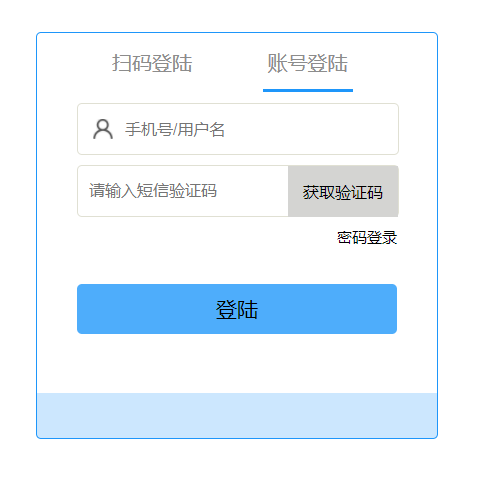 扫码登陆 账号登陆
手机号/用户名
请输入短信验证码 获取验证码
密码登录
登陆